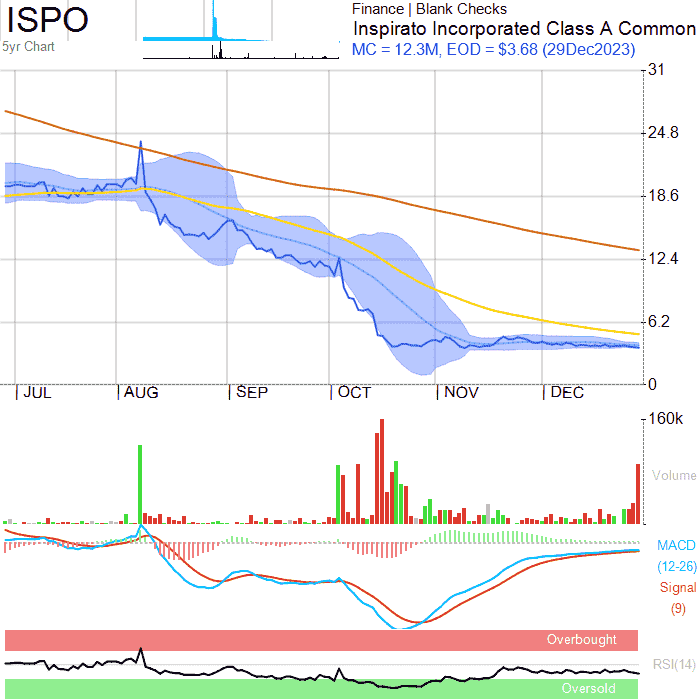 ISPO
5yr Chart
Finance | Blank Checks
Inspirato Incorporated Class A Common
MC = 12.3M, EOD = $3.68 (29Dec2023)
31
24.8
18.6
12.4
6.2
0
| JUL | AUG | SEP | OCT | NOV | DEC
160k
Volume
MACD
(12-26)
Signal
(9)
Overbought
RSI(14)
Oversold